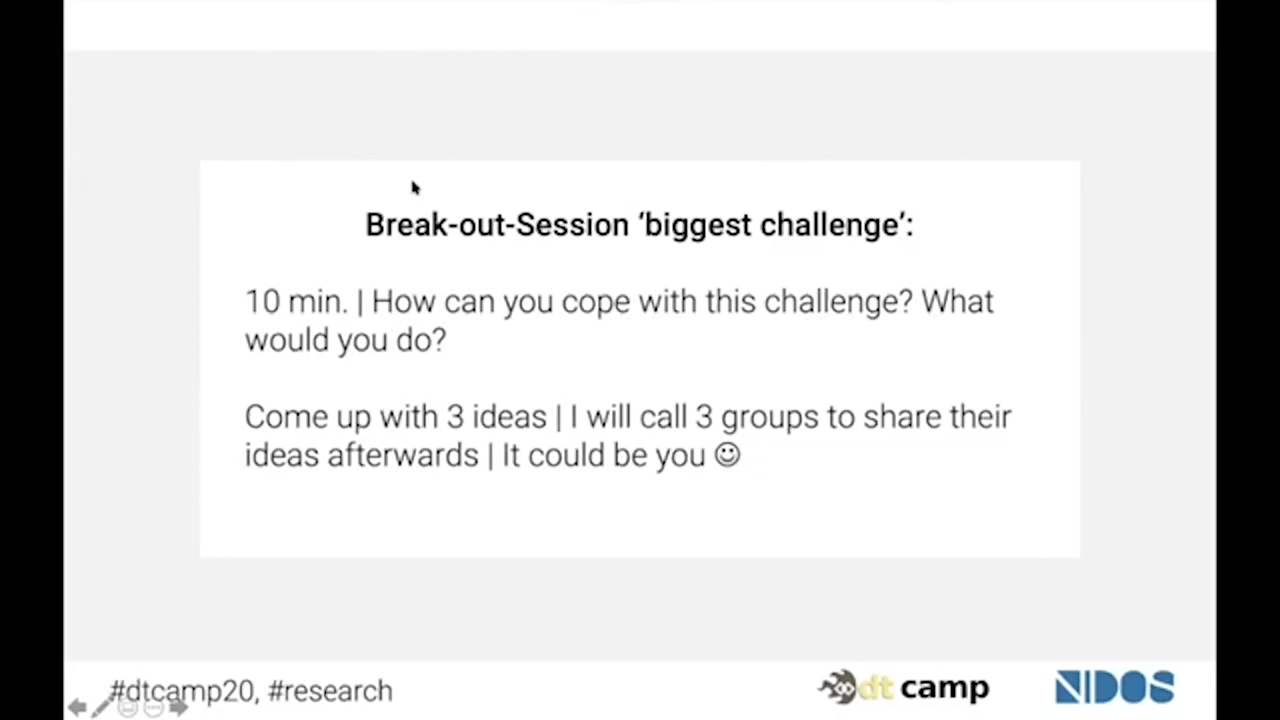 Break-out-Session ‘biggest challenge’:
10 min. | How can you cope with this challenge? What
would you do?
Come up with 3 ideas | I will call 3 groups to share their
ideas afterwards | It could be you ☺
#dtcamp20, #research
dt camp
NIDOS